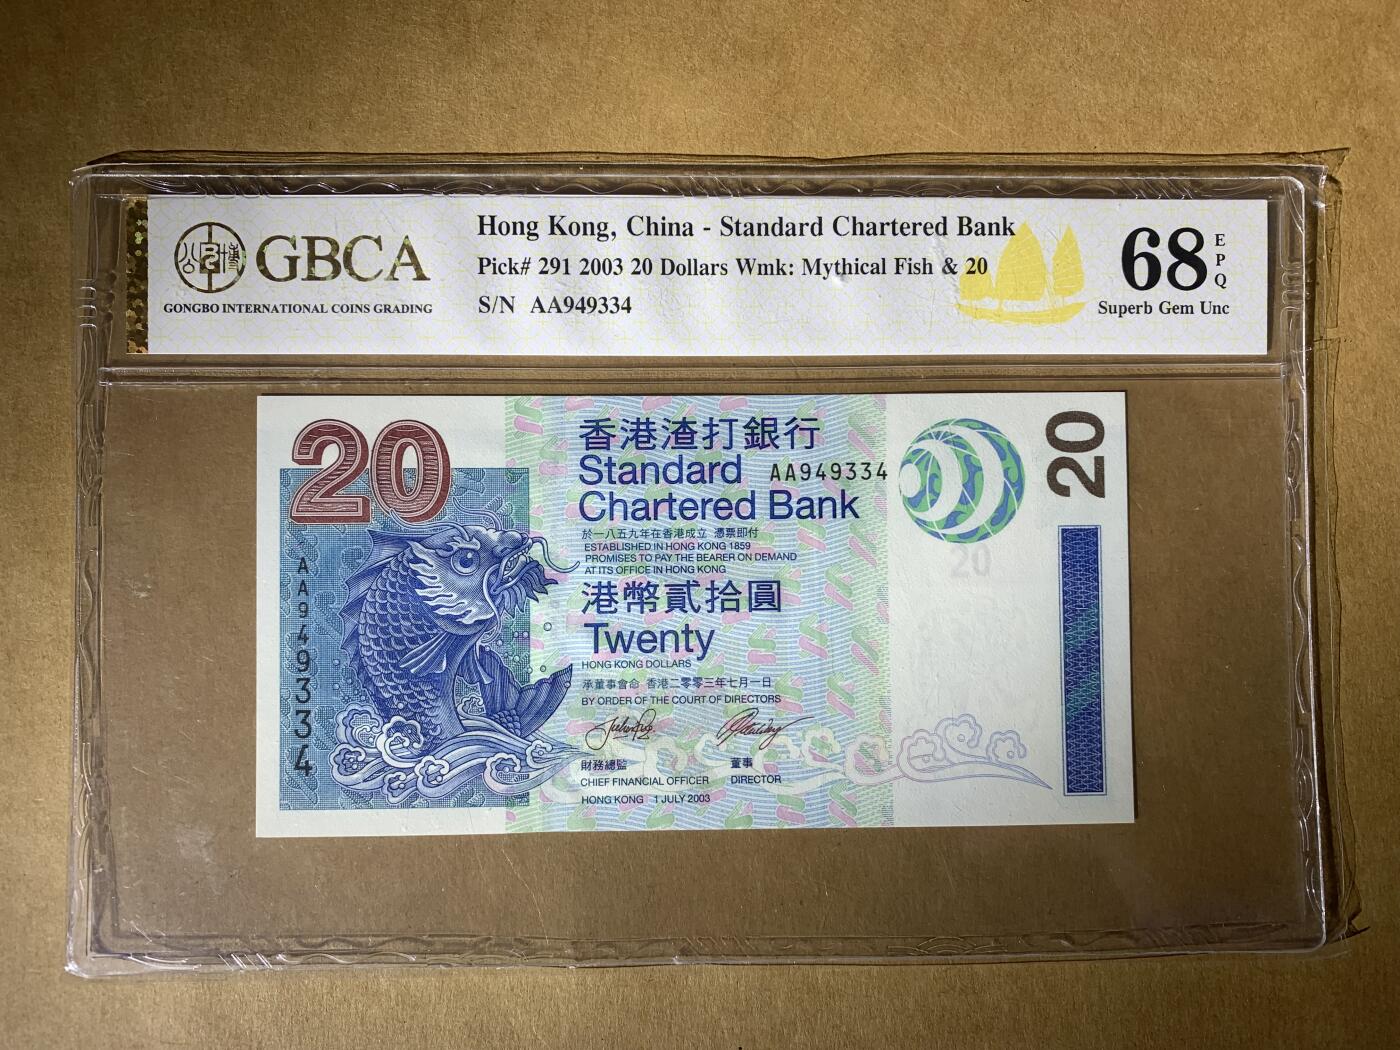 GBCA
GONGBO INTERNATIONAL COINS GRADING
Hong Kong, China - Standard Chartered Bank
Pick# 291 2003 20 Dollars Wmk: Mythical Fish & 20
S/N AA949334
68
EPQ
Superb Gem Unc
20
香港渣打銀行
Standard AA949334
Chartered Bank
於一八五九年在香港成立 憑票即付
ESTABLISHED IN HONG KONG 1859
PROMISES TO PAY THE BEARER ON DEMAND
AT ITS OFFICE IN HONG KONG
港幣貳拾圓
Twenty
HONG KONG DOLLARS
承董事會命 香港二零零三年七月一日
BY ORDER OF THE COURT OF DIRECTORS
財務總監 董事
CHIEF FINANCIAL OFFICER DIRECTOR
HONG KONG 1 JULY 2003
AA949334
20
20